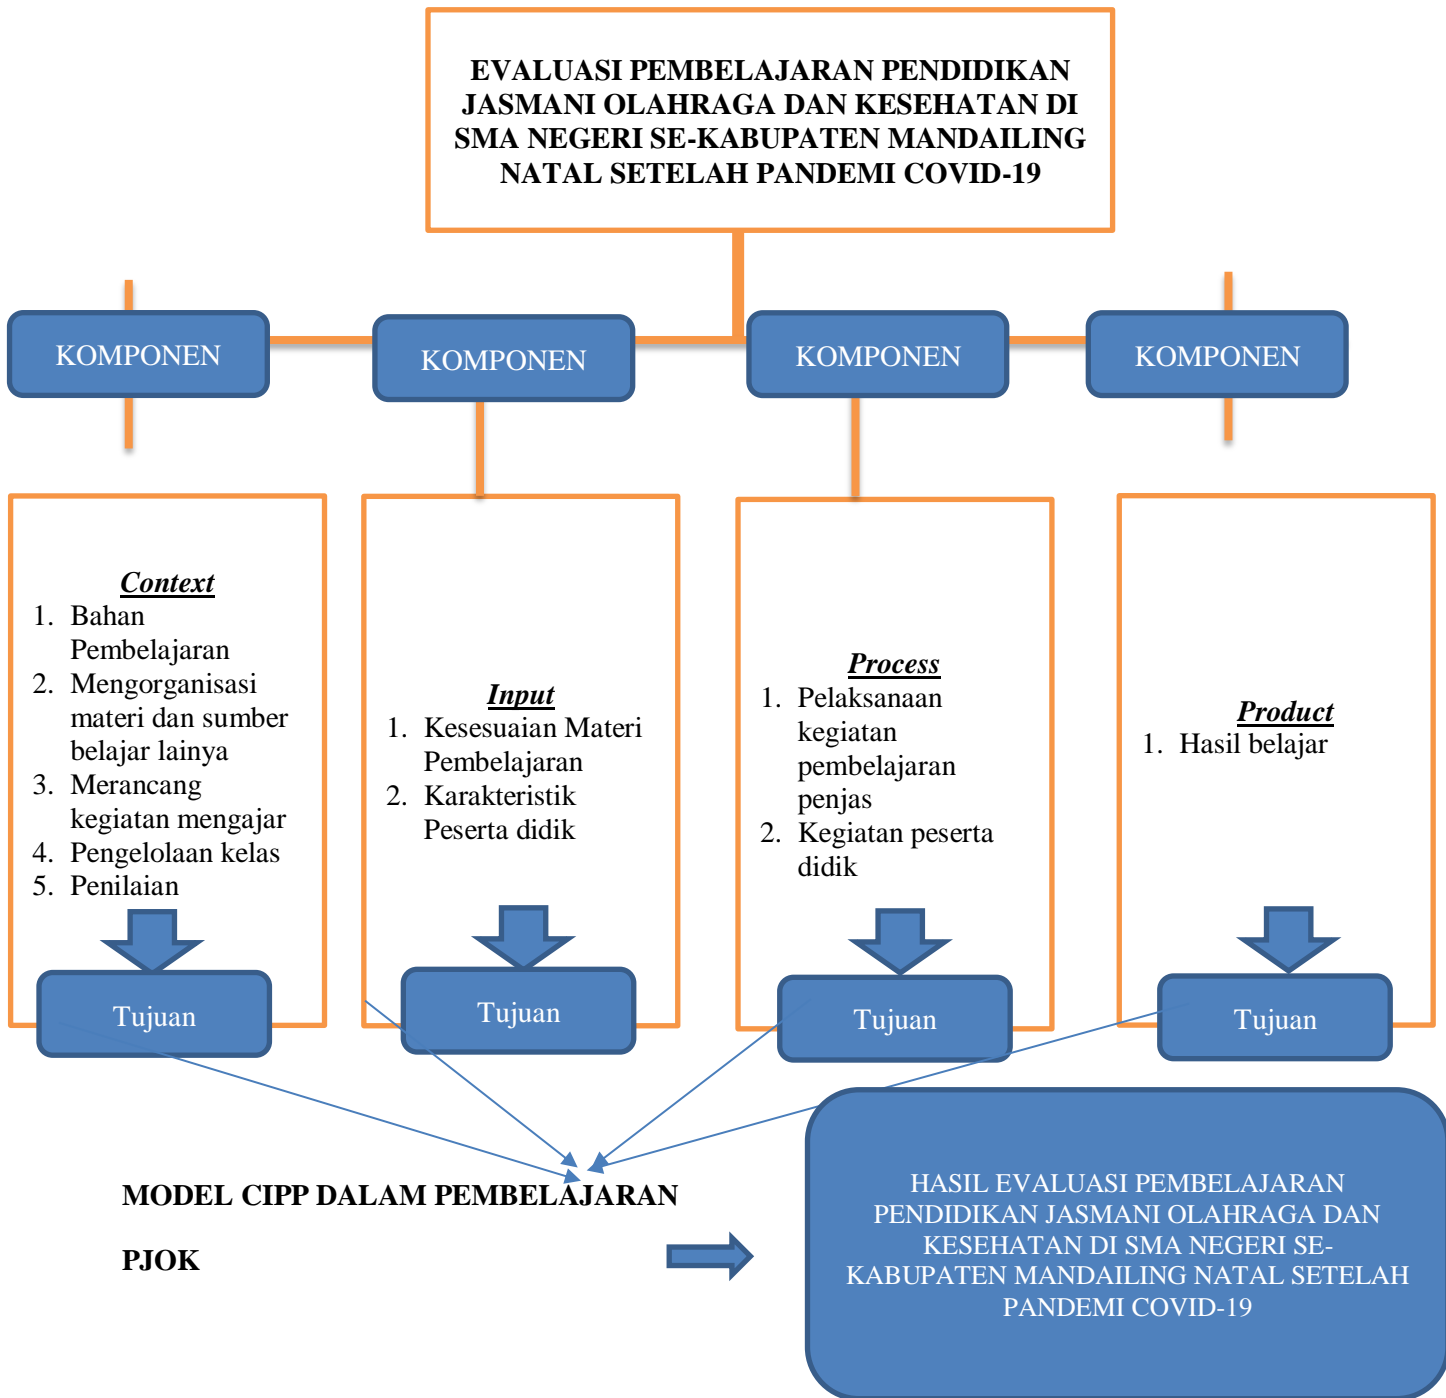 EVALUASI PEMBELAJARAN PENDIDIKAN
JASMANI OLAHRAGA DAN KESEHATAN DI
SMA NEGERI SE-KABUPATEN MANDAILING
NATAL SETELAH PANDEMI COVID-19
KOMPONEN
KOMPONEN
KOMPONEN
KOMPONEN
Context
1. Bahan
Pembelajaran
2. Mengorganisasi
materi dan sumber
belajar lainya
3. Merancang
kegiatan mengajar
4. Pengelolaan kelas
5. Penilaian
Tujuan
Input
1. Kesesuaian Materi
Pembelajaran
2. Karakteristik
Peserta didik
Tujuan
Process
1. Pelaksanaan
kegiatan
pembelajaran
penjas
2. Kegiatan peserta
didik
Tujuan
Product
1. Hasil belajar
Tujuan
MODEL CIPP DALAM PEMBELAJARAN
PJOK
HASIL EVALUASI PEMBELAJARAN
PENDIDIKAN JASMANI OLAHRAGA DAN
KESEHATAN DI SMA NEGERI SE-
KABUPATEN MANDAILING NATAL SETELAH
PANDEMI COVID-19